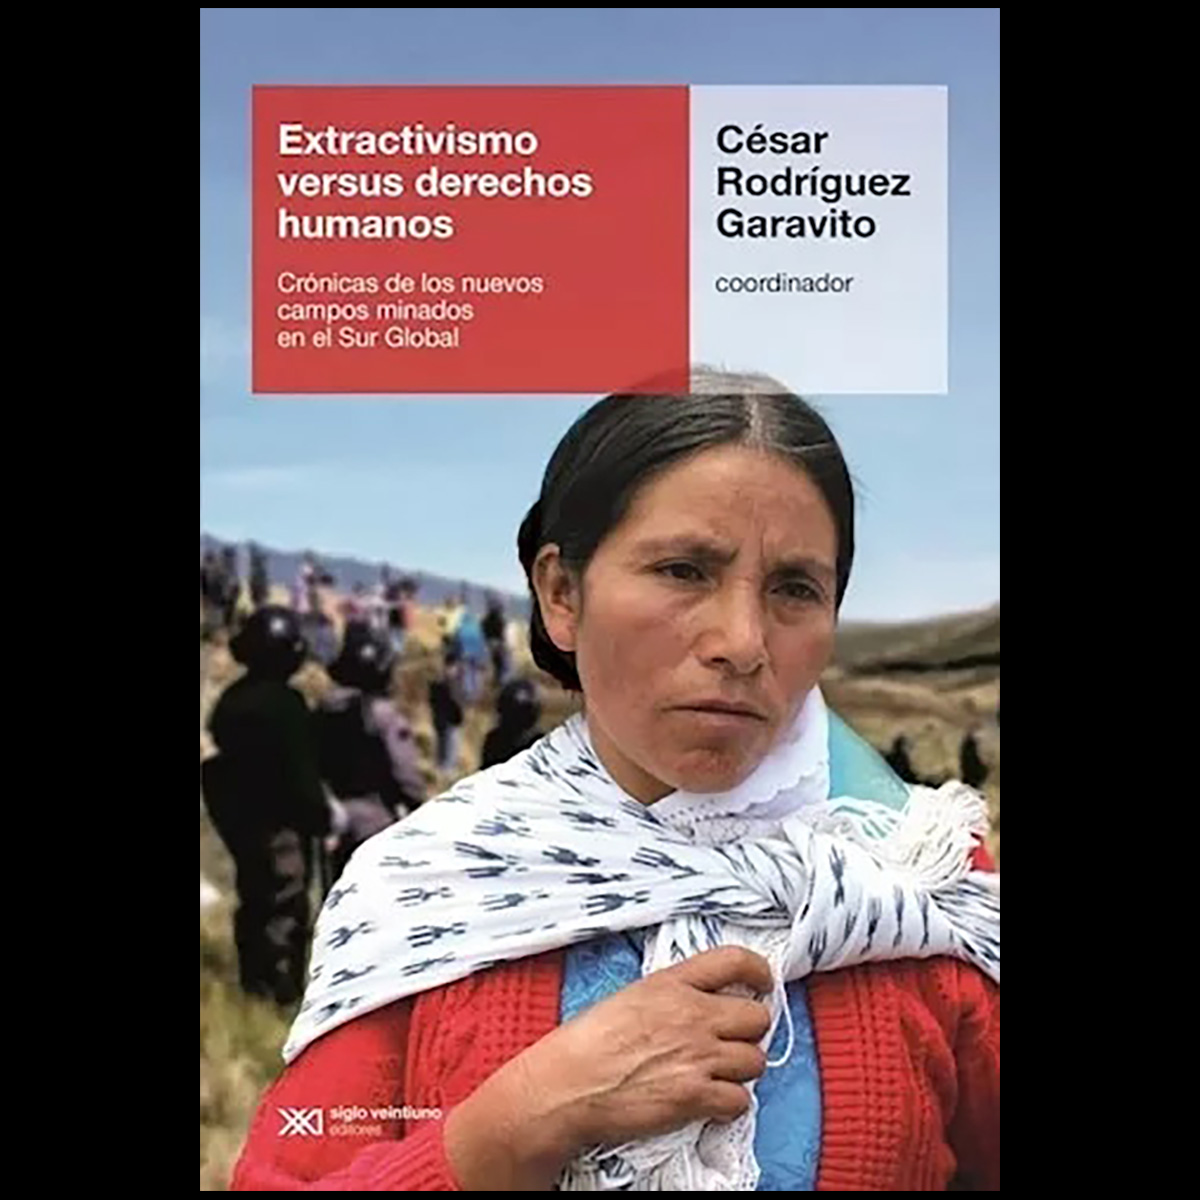 Extractivismo
versus derechos
humanos
Crónicas de los nuevos
campos minados
en el Sur Global
César
Rodríguez
Garavito
coordinador
siglo veintiuno
editores